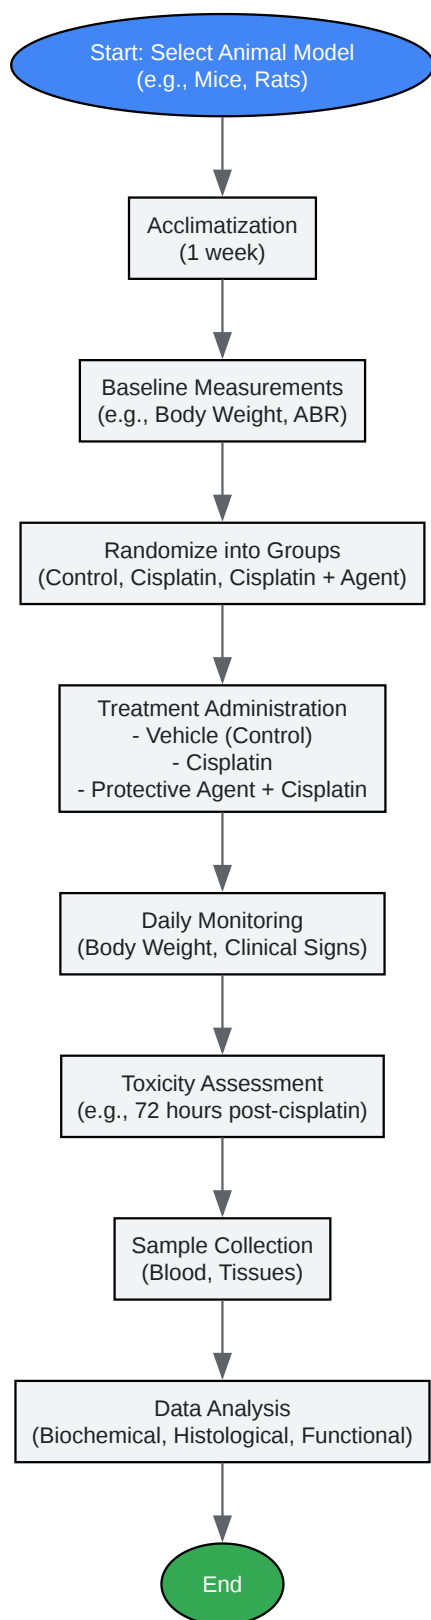 Start: Select Animal Model
(e.g., Mice, Rats)
Acclimatization
(1 week)
Baseline Measurements
(e.g., Body Weight, ABR)
Randomize into Groups
(Control, Cisplatin, Cisplatin + Agent)
Treatment Administration
- Vehicle (Control)
- Cisplatin
- Protective Agent + Cisplatin
Daily Monitoring
(Body Weight, Clinical Signs)
Toxicity Assessment
(e.g., 72 hours post-cisplatin)
Sample Collection
(Blood, Tissues)
Data Analysis
(Biochemical, Histological, Functional)
End